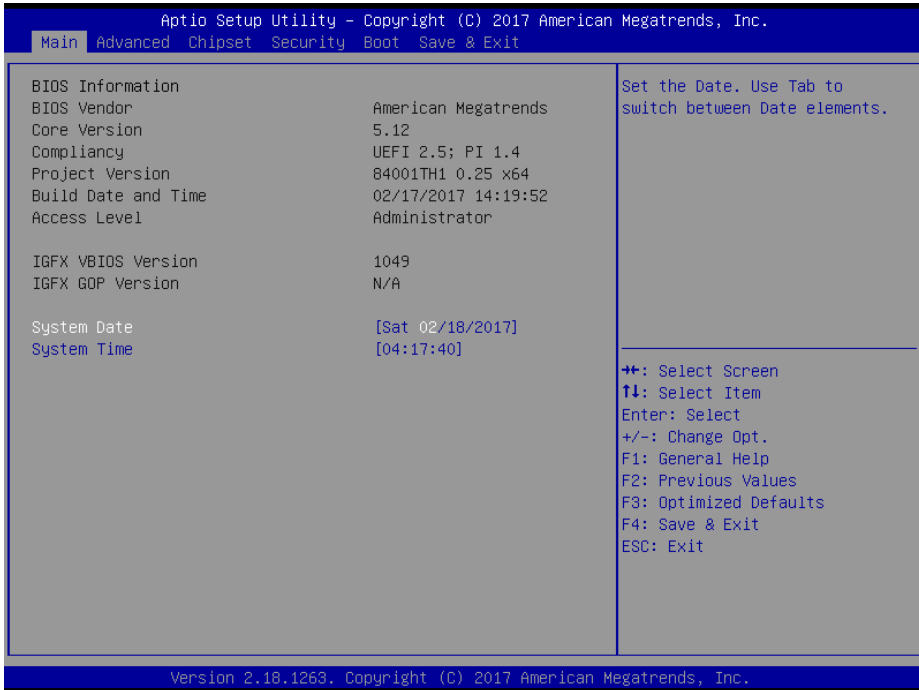 Aptio Setup Utility – Copyright (C) 2017 American Megatrends, Inc.
Main Advanced Chipset Security Boot Save & Exit
BIOS Information
BIOS Vendor American Megatrends
Core Version 5.12
Compliancy UEFI 2.5; PI 1.4
Project Version 84001TH1 0.25 x64
Build Date and Time 02/17/2017 14:19:52
Access Level Administrator
IGFX VBIOS Version 1049
IGFX GOP Version N/A
System Date [Sat 02/18/2017]
System Time [04:17:40]
Set the Date. Use Tab to
switch between Date elements.
→←: Select Screen
↑↓: Select Item
Enter: Select
+/-: Change Opt.
F1: General Help
F2: Previous Values
F3: Optimized Defaults
F4: Save & Exit
ESC: Exit
Version 2.18.1263. Copyright (C) 2017 American Megatrends, Inc.